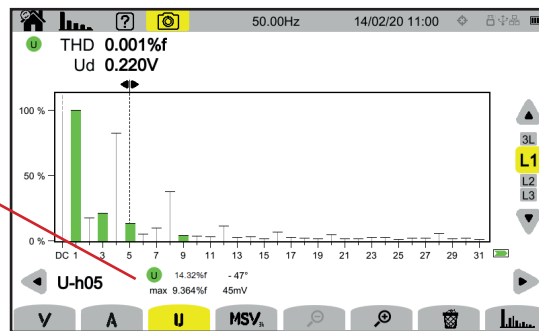 50.00Hz 14/02/20 11:00
U THD 0.001%f
Ud 0.220V
100 %
50 %
0 %
DC 1 3 5 7 9 11 13 15 17 19 21 23 25 27 29 31
3L
L1
L2
L3
U-h05
U 14.32%f - 47°
max 9.364%f 45mV
V A U MSV